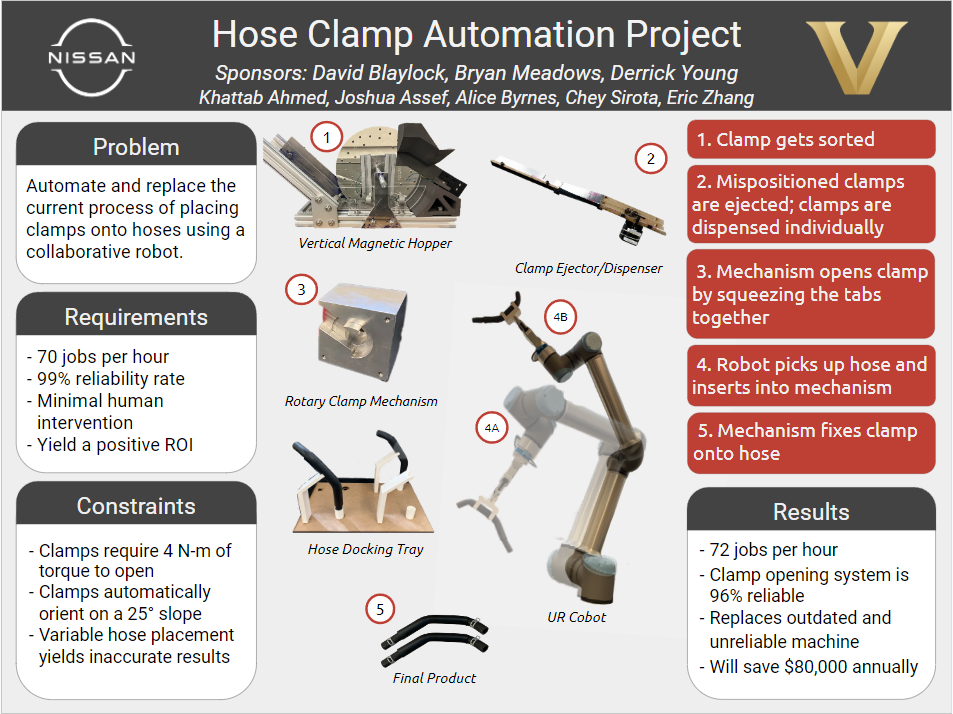 NISSAN
Hose Clamp Automation Project
Sponsors: David Blaylock, Bryan Meadows, Derrick Young
Khattab Ahmed, Joshua Assef, Alice Byrnes, Chey Sirota, Eric Zhang
V
Problem
Automate and replace the
current process of placing
clamps onto hoses using a
collaborative robot.
Requirements
- 70 jobs per hour
- 99% reliability rate
- Minimal human
intervention
- Yield a positive ROI
Constraints
- Clamps require 4 N-m of
torque to open
- Clamps automatically
orient on a 25° slope
- Variable hose placement
yields inaccurate results
1
Vertical Magnetic Hopper
2
Clamp Ejector/Dispenser
3
Rotary Clamp Mechanism
4B
4A
Hose Docking Tray
UR Cobot
5
Final Product
1. Clamp gets sorted
2. Mispositioned clamps
are ejected; clamps are
dispensed individually
3. Mechanism opens clamp
by squeezing the tabs
together
4. Robot picks up hose and
inserts into mechanism
5. Mechanism fixes clamp
onto hose
Results
- 72 jobs per hour
- Clamp opening system is
96% reliable
- Replaces outdated and
unreliable machine
- Will save $80,000 annually